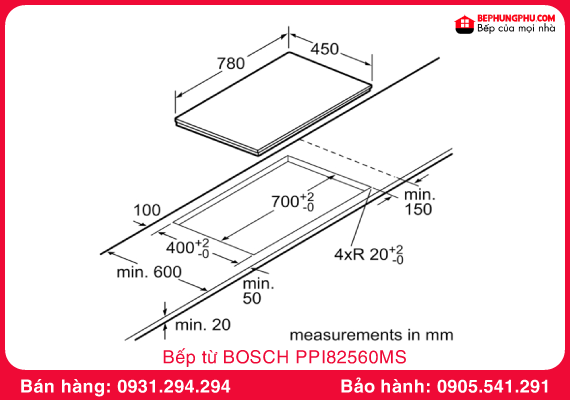 BEPHUNGPHU.COM
Bếp của mọi nhà
780
450
100
700+2 -0
min. 150
400+2 -0
4xR 20+2 -0
min. 600
min. 50
min. 20
measurements in mm
Bếp từ BOSCH PPI82560MS
Bán hàng: 0931.294.294
Bảo hành: 0905.541.291